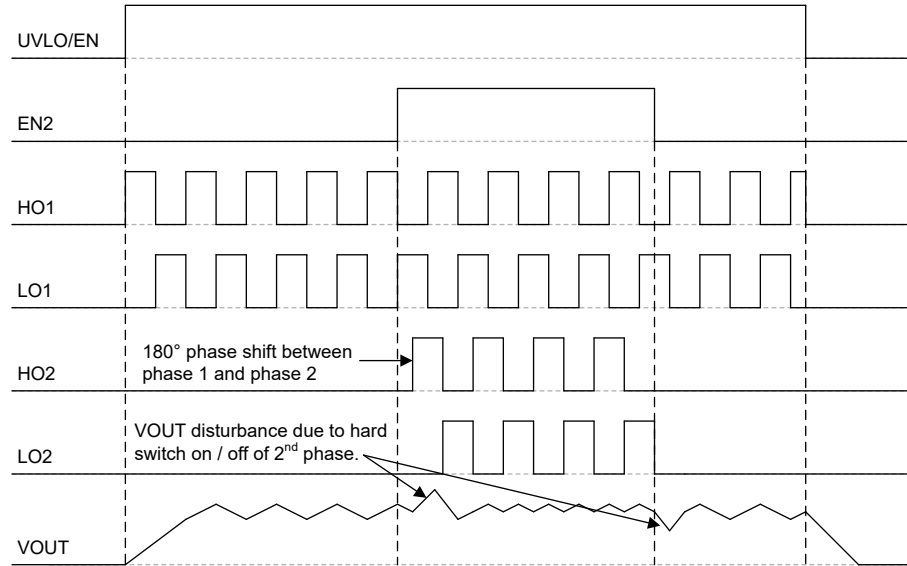 UVLO/EN
EN2
HO1
LO1
180° phase shift between
phase 1 and phase 2
HO2
VOUT disturbance due to hard
switch on / off of 2nd phase.
LO2
VOUT